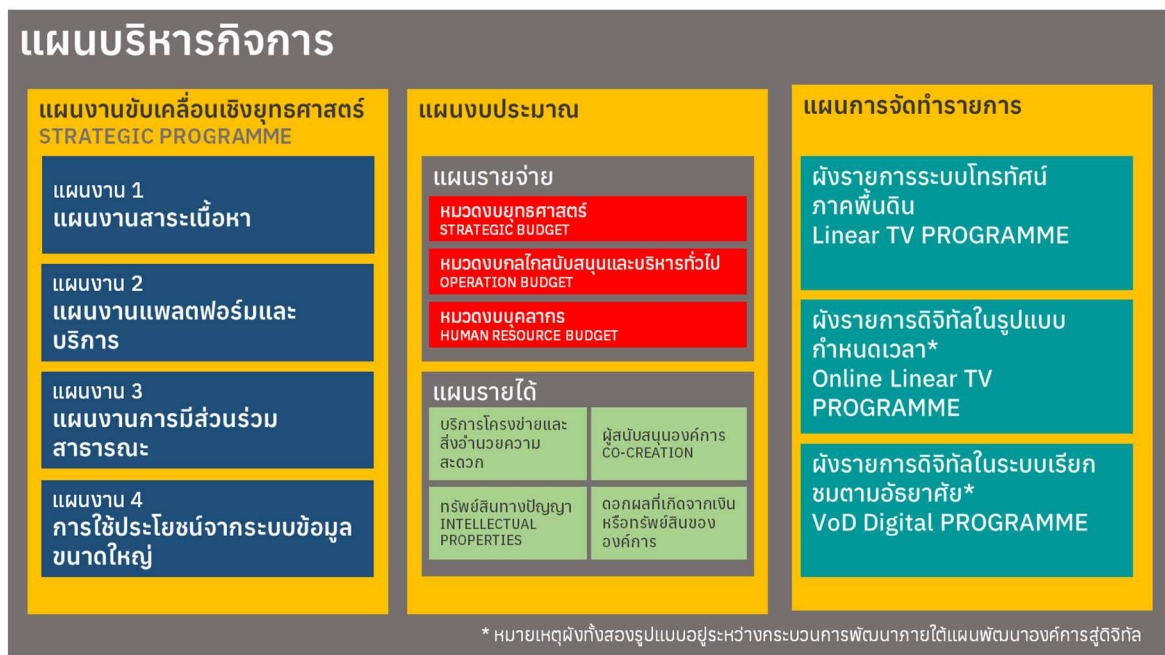 แผนบริหารกิจการ
แผนงานขับเคลื่อนเชิงยุทธศาสตร์
STRATEGIC PROGRAMME
แผนงาน 1
แผนงานสาระเนื้อหา
แผนงาน 2
แผนงานแพลตฟอร์มและ
บริการ
แผนงาน 3
แผนงานการมีส่วนร่วม
สาธารณะ
แผนงาน 4
การใช้ประโยชน์จากระบบข้อมูล
ขนาดใหญ่
แผนงบประมาณ
แผนรายจ่าย
หมวดงบยุทธศาสตร์
STRATEGIC BUDGET
หมวดงบกลไกสนับสนุนและบริหารทั่วไป
OPERATION BUDGET
หมวดงบบุคลากร
HUMAN RESOURCE BUDGET
แผนรายได้
บริการโครงข่ายและ
สิ่งอำนวยความ
สะดวก
ผู้สนับสนุนองค์การ
CO-CREATION
ทรัพย์สินทางปัญญา
INTELLECTUAL
PROPERTIES
ดอกผลที่เกิดจากเงิน
หรือทรัพย์สินของ
องค์การ
แผนการจัดทำรายการ
ผังรายการระบบโทรทัศน์
ภาคพื้นดิน
Linear TV PROGRAMME
ผังรายการดิจิทัลในรูปแบบ
กำหนดเวลา*
Online Linear TV
PROGRAMME
ผังรายการดิจิทัลในระบบเรียก
ชมตามอัธยาศัย*
VoD Digital PROGRAMME
* หมายเหตุผังทั้งสองรูปแบบอยู่ระหว่างกระบวนการพัฒนาภายใต้แผนพัฒนาองค์การสู่ดิจิทัล